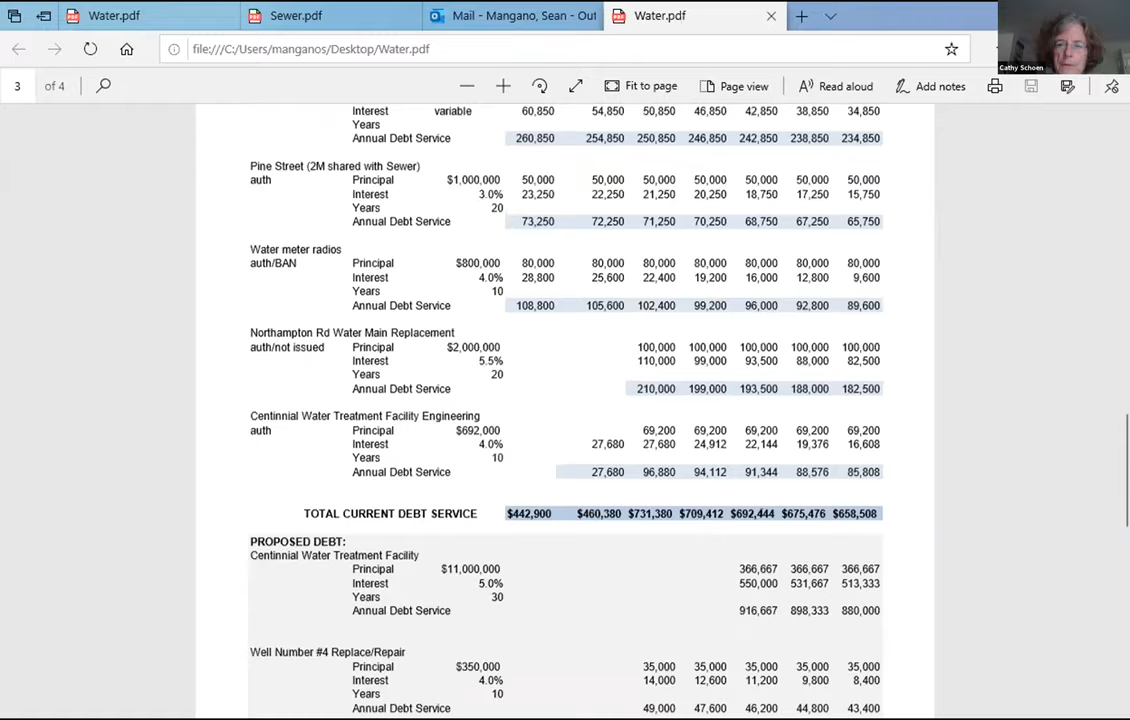 Water.pdf
Sewer.pdf
Mail - Mangano, Sean - Out
Water.pdf
file:///C:/Users/manganos/Desktop/Water.pdf
Cathy Schoen
3 of 4
Fit to page
Page view
Read aloud
Add notes
Interest variable 60,850 54,850 50,850 46,850 42,850 38,850 34,850
Years
Annual Debt Service 260,850 254,850 250,850 246,850 242,850 238,850 234,850
Pine Street (2M shared with Sewer)
auth Principal $1,000,000 50,000 50,000 50,000 50,000 50,000 50,000 50,000
Interest 3.0% 23,250 22,250 21,250 20,250 18,750 17,250 15,750
Years 20
Annual Debt Service 73,250 72,250 71,250 70,250 68,750 67,250 65,750
Water meter radios
auth/BAN Principal $800,000 80,000 80,000 80,000 80,000 80,000 80,000 80,000
Interest 4.0% 28,800 25,600 22,400 19,200 16,000 12,800 9,600
Years 10
Annual Debt Service 108,800 105,600 102,400 99,200 96,000 92,800 89,600
Northampton Rd Water Main Replacement
auth/not issued Principal $2,000,000 100,000 100,000 100,000 100,000 100,000
Interest 5.5% 110,000 99,000 93,500 88,000 82,500
Years 20
Annual Debt Service 210,000 199,000 193,500 188,000 182,500
Centinnial Water Treatment Facility Engineering
auth Principal $692,000 69,200 69,200 69,200 69,200 69,200
Interest 4.0% 27,680 27,680 24,912 22,144 19,376 16,608
Years 10
Annual Debt Service 27,680 96,880 94,112 91,344 88,576 85,808
TOTAL CURRENT DEBT SERVICE $442,900 $460,380 $731,380 $709,412 $692,444 $675,476 $658,508
PROPOSED DEBT:
Centinnial Water Treatment Facility
Principal $11,000,000 366,667 366,667 366,667
Interest 5.0% 550,000 531,667 513,333
Years 30
Annual Debt Service 916,667 898,333 880,000
Well Number #4 Replace/Repair
Principal $350,000 35,000 35,000 35,000 35,000 35,000
Interest 4.0% 14,000 12,600 11,200 9,800 8,400
Years 10
Annual Debt Service 49,000 47,600 46,200 44,800 43,400